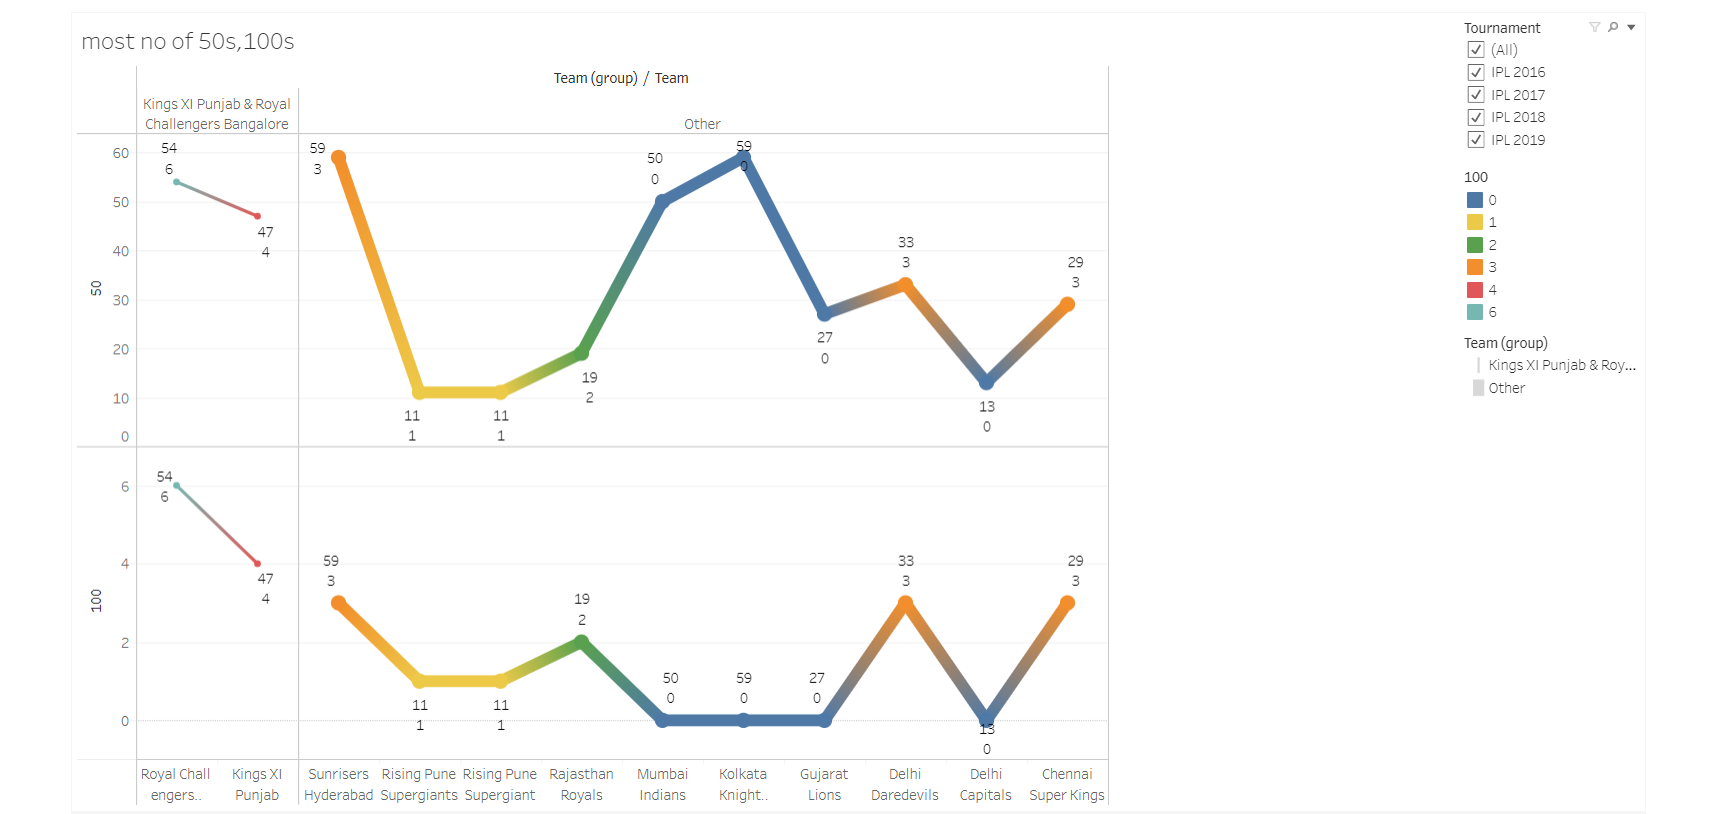 most no of 50s,100s
Team (group) / Team
Kings XI Punjab & Royal
Challengers Bangalore
Other
50
60
50
40
30
20
10
0
54
6
47
4
59
3
11
1
11
1
19
2
50
0
59
0
27
0
33
3
13
0
29
3
100
6
4
2
0
54
6
47
4
59
3
11
1
11
1
19
2
50
0
59
0
27
0
33
3
13
0
29
3
Royal Chall
engers..
Kings XI
Punjab
Sunrisers
Hyderabad
Rising Pune
Supergiants
Rising Pune
Supergiant
Rajasthan
Royals
Mumbai
Indians
Kolkata
Knight..
Gujarat
Lions
Delhi
Daredevils
Delhi
Capitals
Chennai
Super Kings
Tournament
(All)
IPL 2016
IPL 2017
IPL 2018
IPL 2019
100
0
1
2
3
4
6
Team (group)
Kings XI Punjab & Roy...
Other